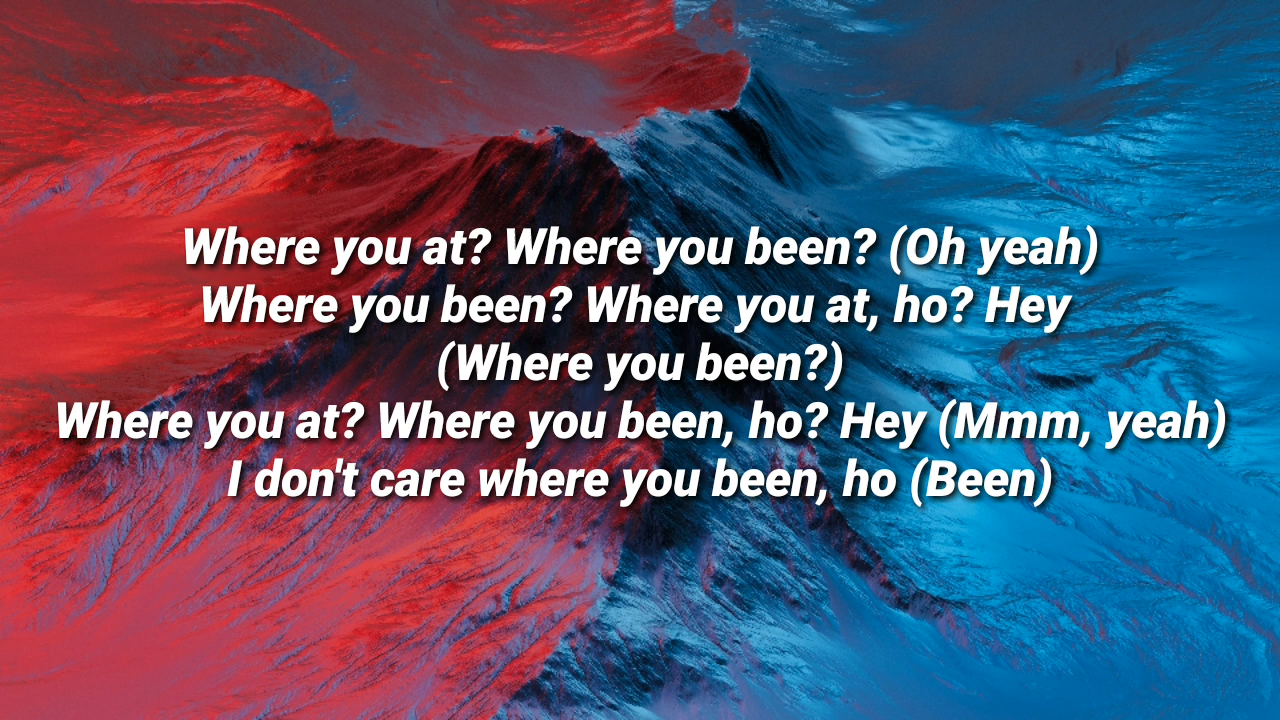 Where you at? Where you been? (Oh yeah)
Where you been? Where you at, ho? Hey
(Where you been?)
Where you at? Where you been, ho? Hey (Mmm, yeah)
I don't care where you been, ho (Been)